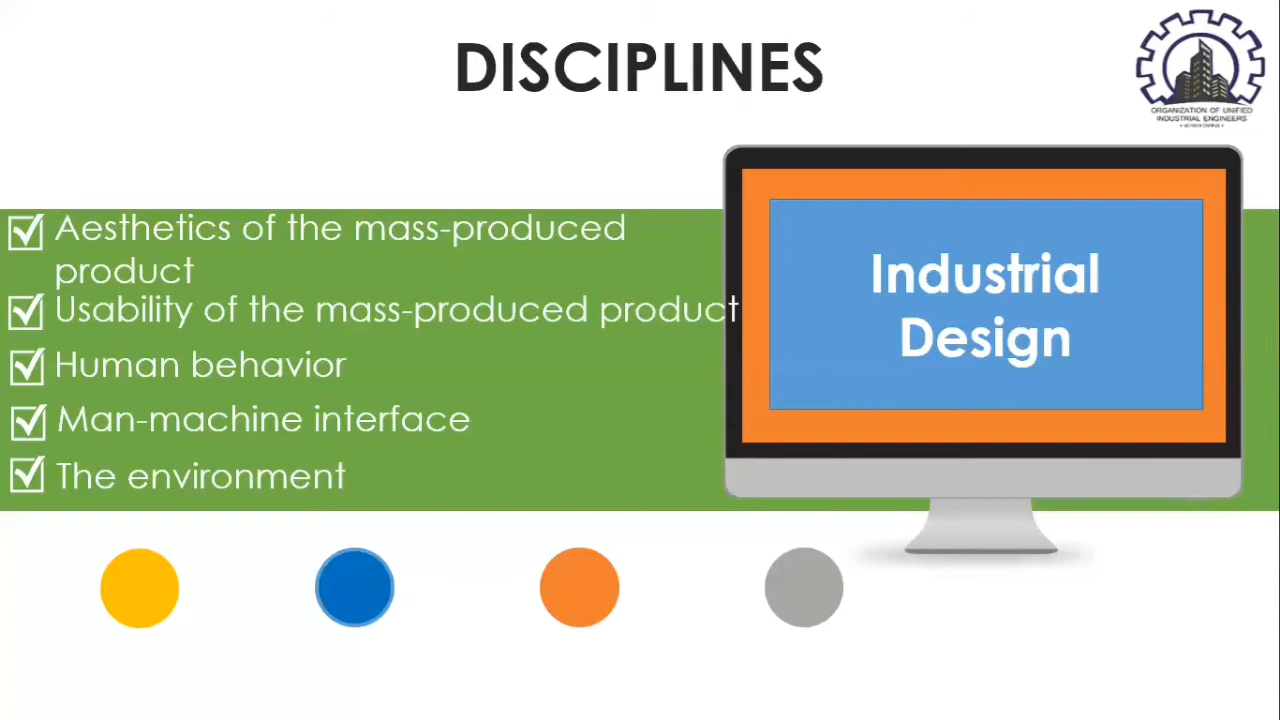 DISCIPLINES
ORGANIZATION OF UNIFIED
INDUSTRIAL ENGINEERS
Aesthetics of the mass-produced
product
Usability of the mass-produced product
Human behavior
Man-machine interface
The environment
Industrial
Design